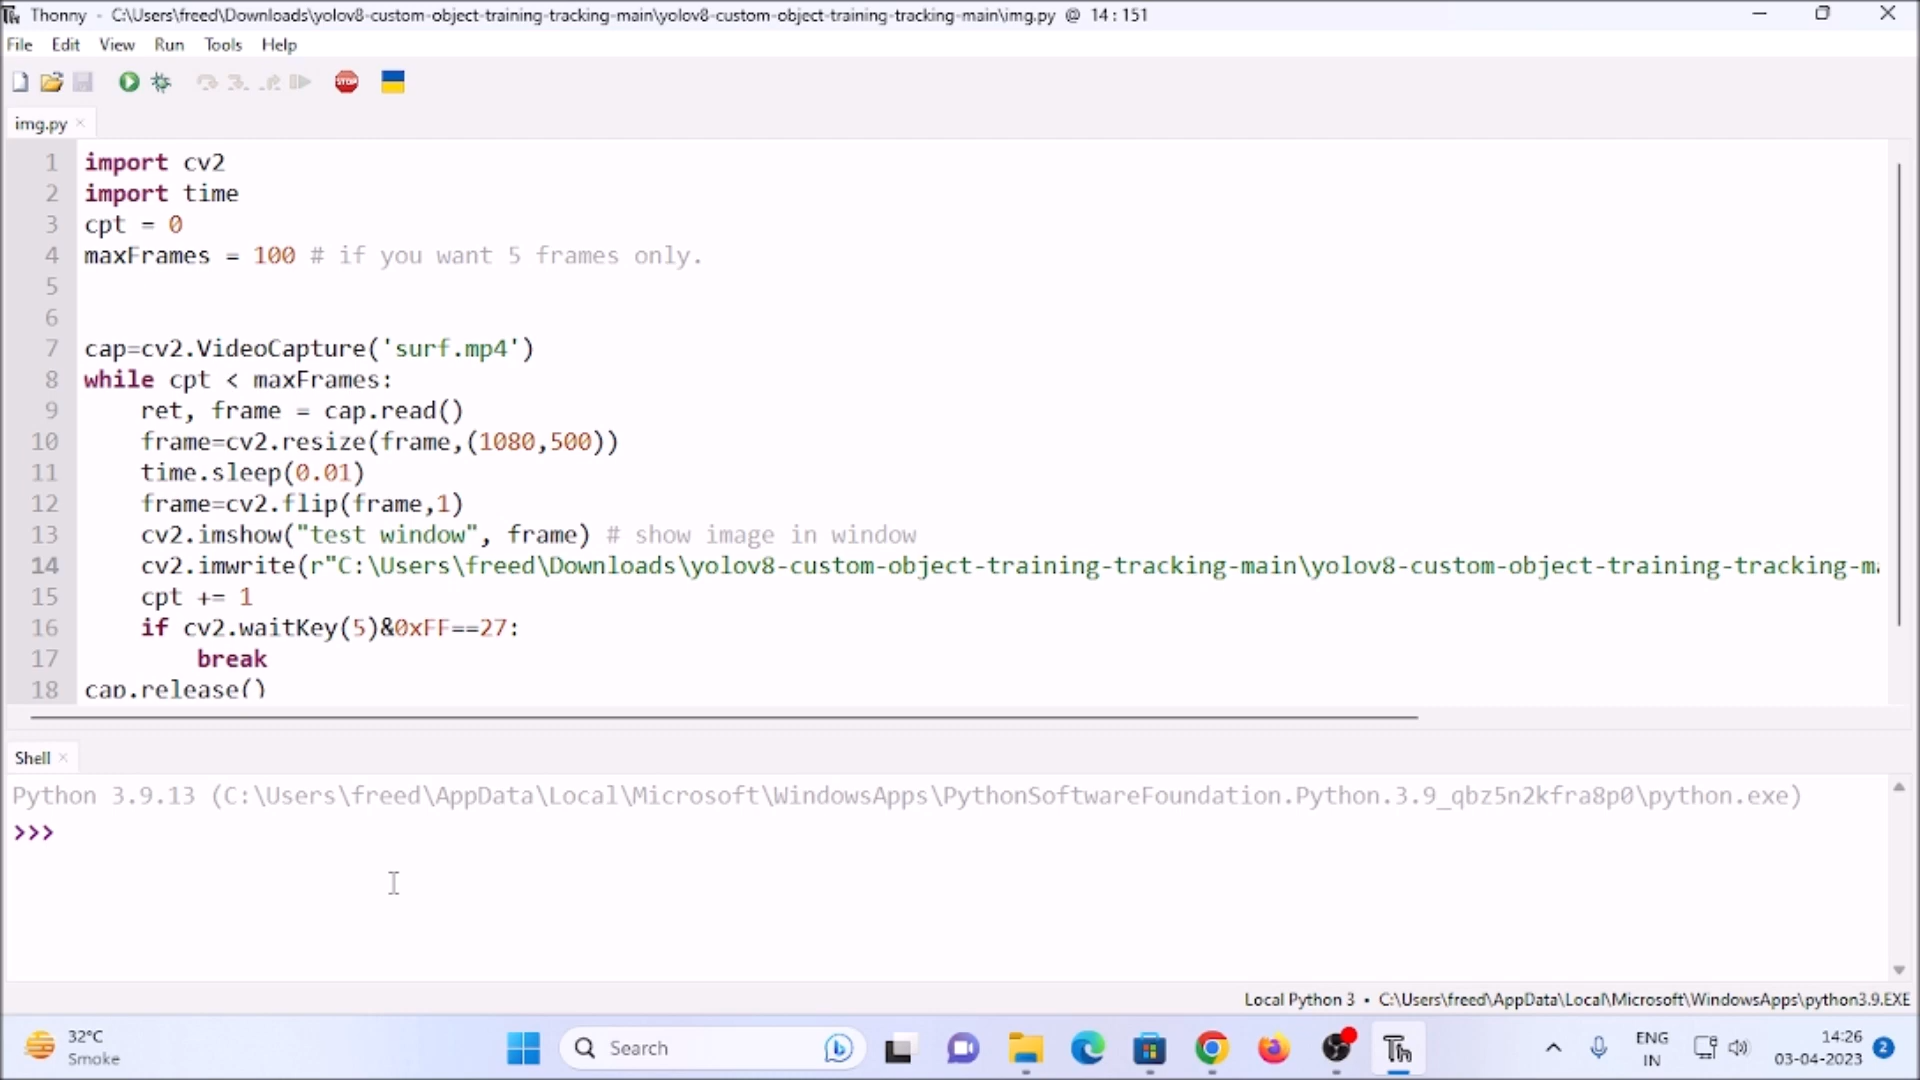 Thonny - C:\Users\freed\Downloads\yolov8-custom-object-training-tracking-main\yolov8-custom-object-training-tracking-main\img.py @ 14 : 151
File Edit View Run Tools Help
STOP
img.py ×
1 import cv2
2 import time
3 cpt = 0
4 maxFrames = 100 # if you want 5 frames only.
5
6
7 cap=cv2.VideoCapture('surf.mp4')
8 while cpt < maxFrames:
9 ret, frame = cap.read()
10 frame=cv2.resize(frame,(1080,500))
11 time.sleep(0.01)
12 frame=cv2.flip(frame,1)
13 cv2.imshow("test window", frame) # show image in window
14 cv2.imwrite(r"C:\Users\freed\Downloads\yolov8-custom-object-training-tracking-main\yolov8-custom-object-training-tracking-m
15 cpt += 1
16 if cv2.waitKey(5)&0xFF==27:
17 break
18 cap.release()
Shell ×
Python 3.9.13 (C:\Users\freed\AppData\Local\Microsoft\WindowsApps\PythonSoftwareFoundation.Python.3.9_qbz5n2kfra8p0\python.exe)
>>>
Local Python 3 • C:\Users\freed\AppData\Local\Microsoft\WindowsApps\python3.9.EXE
32°C
Smoke
Search
Th
ENG
IN
14:26
03-04-2023
2